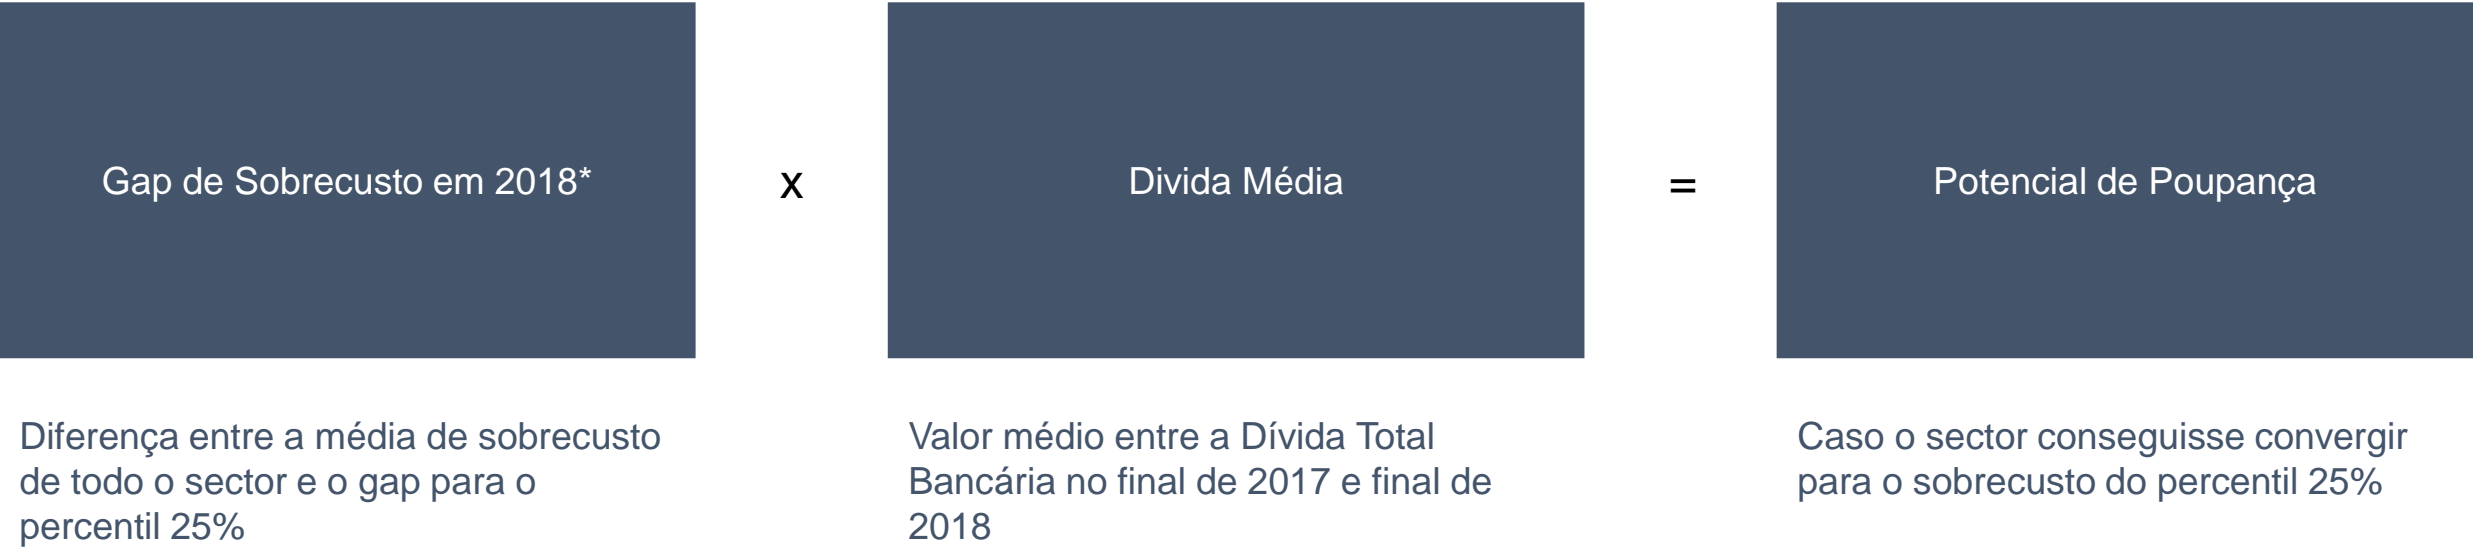 Gap de Sobrecusto em 2018*
x
Divida Média
=
Potencial de Poupança
Diferença entre a média de sobrecusto
de todo o sector e o gap para o
percentil 25%
Valor médio entre a Dívida Total
Bancária no final de 2017 e final de
2018
Caso o sector conseguisse convergir
para o sobrecusto do percentil 25%